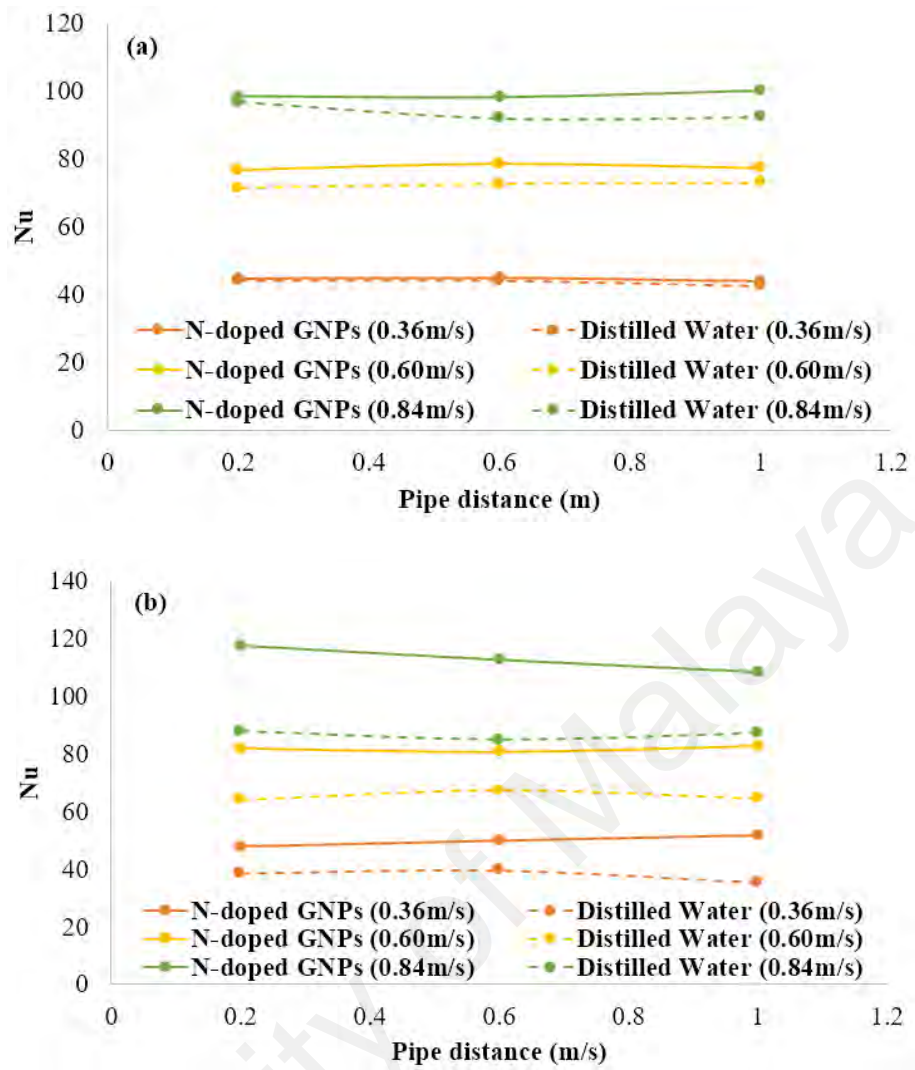 120
(a)
100
80
60
Nu
40
N-doped GNPs (0.36m/s) Distilled Water (0.36m/s)
20
N-doped GNPs (0.60m/s) Distilled Water (0.60m/s)
N-doped GNPs (0.84m/s) Distilled Water (0.84m/s)
0
0 0.2 0.4 0.6 0.8 1 1.2
Pipe distance (m)
140
(b)
120
100
80
Nu
60
40
N-doped GNPs (0.36m/s) Distilled Water (0.36m/s)
20
N-doped GNPs (0.60m/s) Distilled Water (0.60m/s)
N-doped GNPs (0.84m/s) Distilled Water (0.84m/s)
0
0 0.2 0.4 0.6 0.8 1 1.2
Pipe distance (m/s)
ity of Malaya